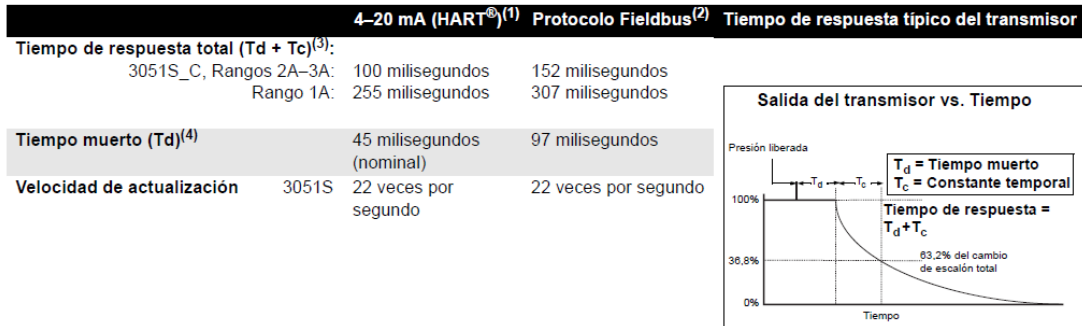 4–20 mA (HART®)(1) Protocolo Fieldbus(2) Tiempo de respuesta típico del transmisor
Tiempo de respuesta total (Td + Tc)(3):
3051S_C, Rangos 2A–3A: 100 milisegundos 152 milisegundos
Rango 1A: 255 milisegundos 307 milisegundos
Tiempo muerto (Td)(4) 45 milisegundos (nominal) 97 milisegundos
Velocidad de actualización 3051S 22 veces por segundo 22 veces por segundo
Salida del transmisor vs. Tiempo
Presión liberada
Td = Tiempo muerto
Tc = Constante temporal
Td Tc
Tiempo de respuesta =
Td+Tc
100%
63,2% del cambio
de escalón total
36,8%
0%
Tiempo